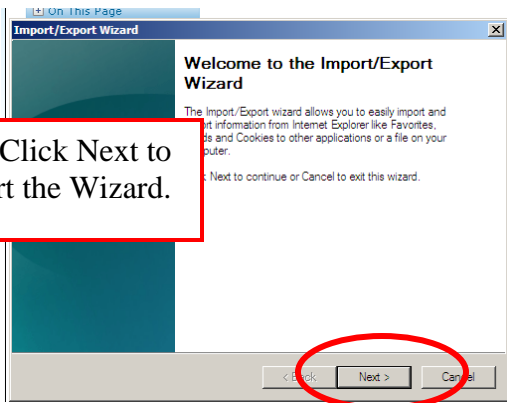 On This Page
Import/Export Wizard
Welcome to the Import/Export
Wizard
The Import/Export wizard allows you to easily import and
information from Internet Explorer like Favorites,
and Cookies to other applications or a file on your
Next to continue or Cancel to exit this wizard.
Click Next to
the Wizard.
< Back
Next >
Cancel